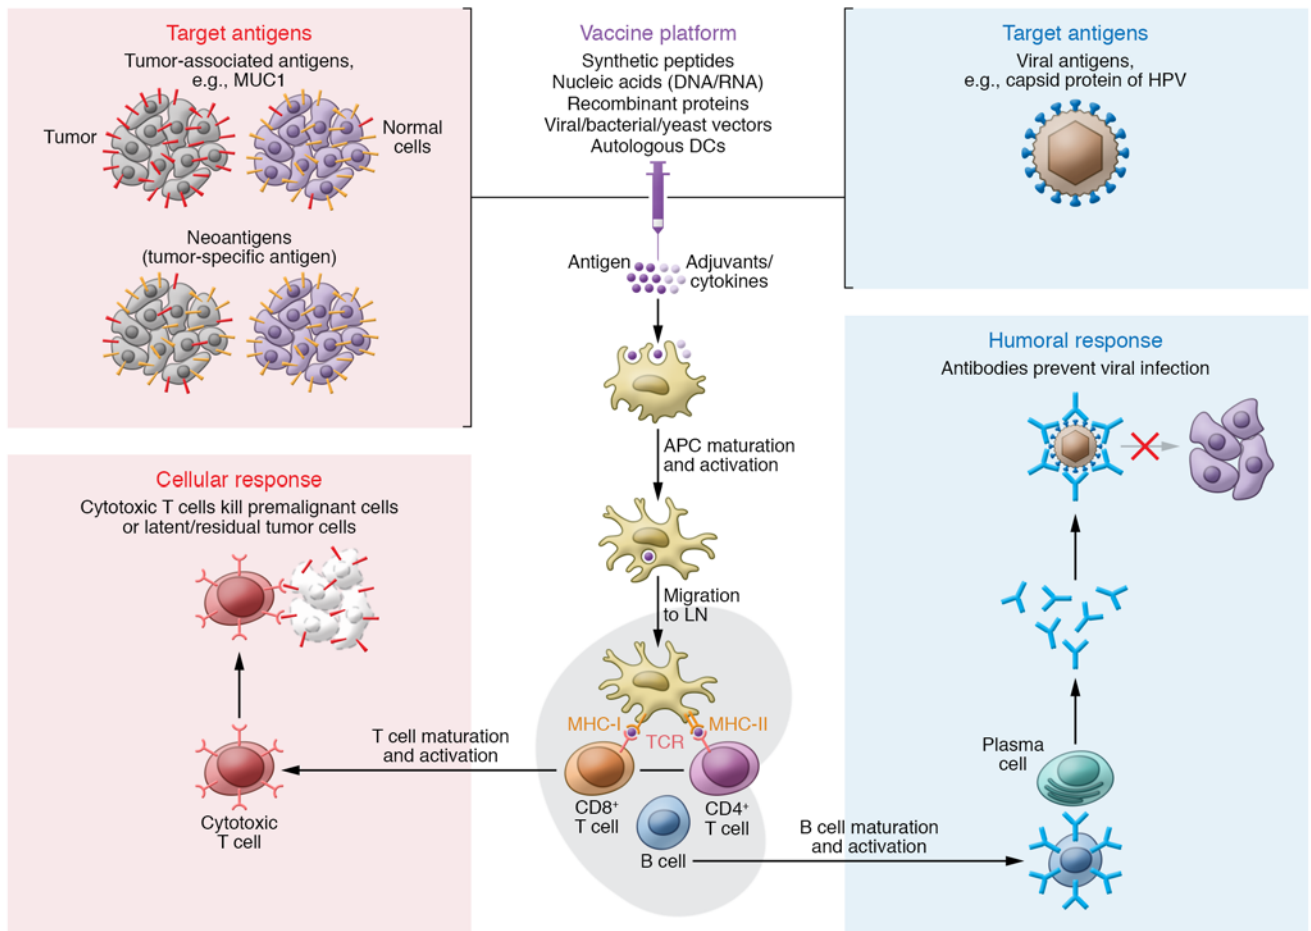 Target antigens
Tumor-associated antigens,
e.g., MUC1
Tumor
Normal
cells
Neoantigens
(tumor-specific antigen)
Vaccine platform
Synthetic peptides
Nucleic acids (DNA/RNA)
Recombinant proteins
Viral/bacterial/yeast vectors
Autologous DCs
Antigen
Adjuvants/
cytokines
APC maturation
and activation
Migration
to LN
MHC-I
MHC-II
TCR
CD8+
T cell
CD4+
T cell
B cell
Target antigens
Viral antigens,
e.g., capsid protein of HPV
Cellular response
Cytotoxic T cells kill premalignant cells
or latent/residual tumor cells
T cell maturation
and activation
Cytotoxic
T cell
Humoral response
Antibodies prevent viral infection
Plasma
cell
B cell maturation
and activation